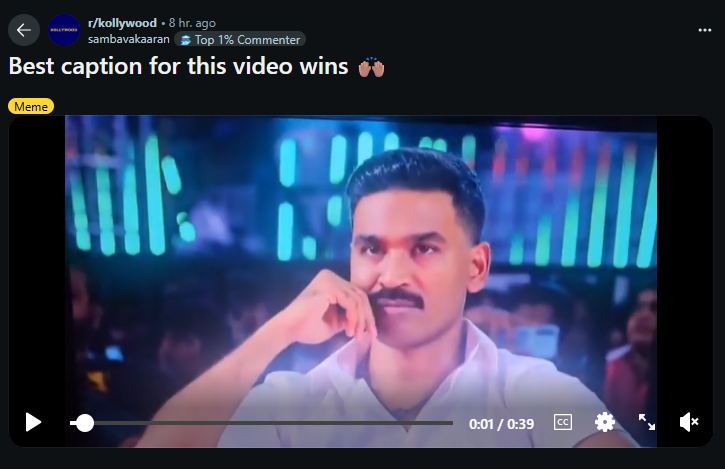 r/kollywood • 8 hr. ago
sambavakaaran Top 1% Commenter
Best caption for this video wins 🙌🏽
Meme
0:01 / 0:39
CC